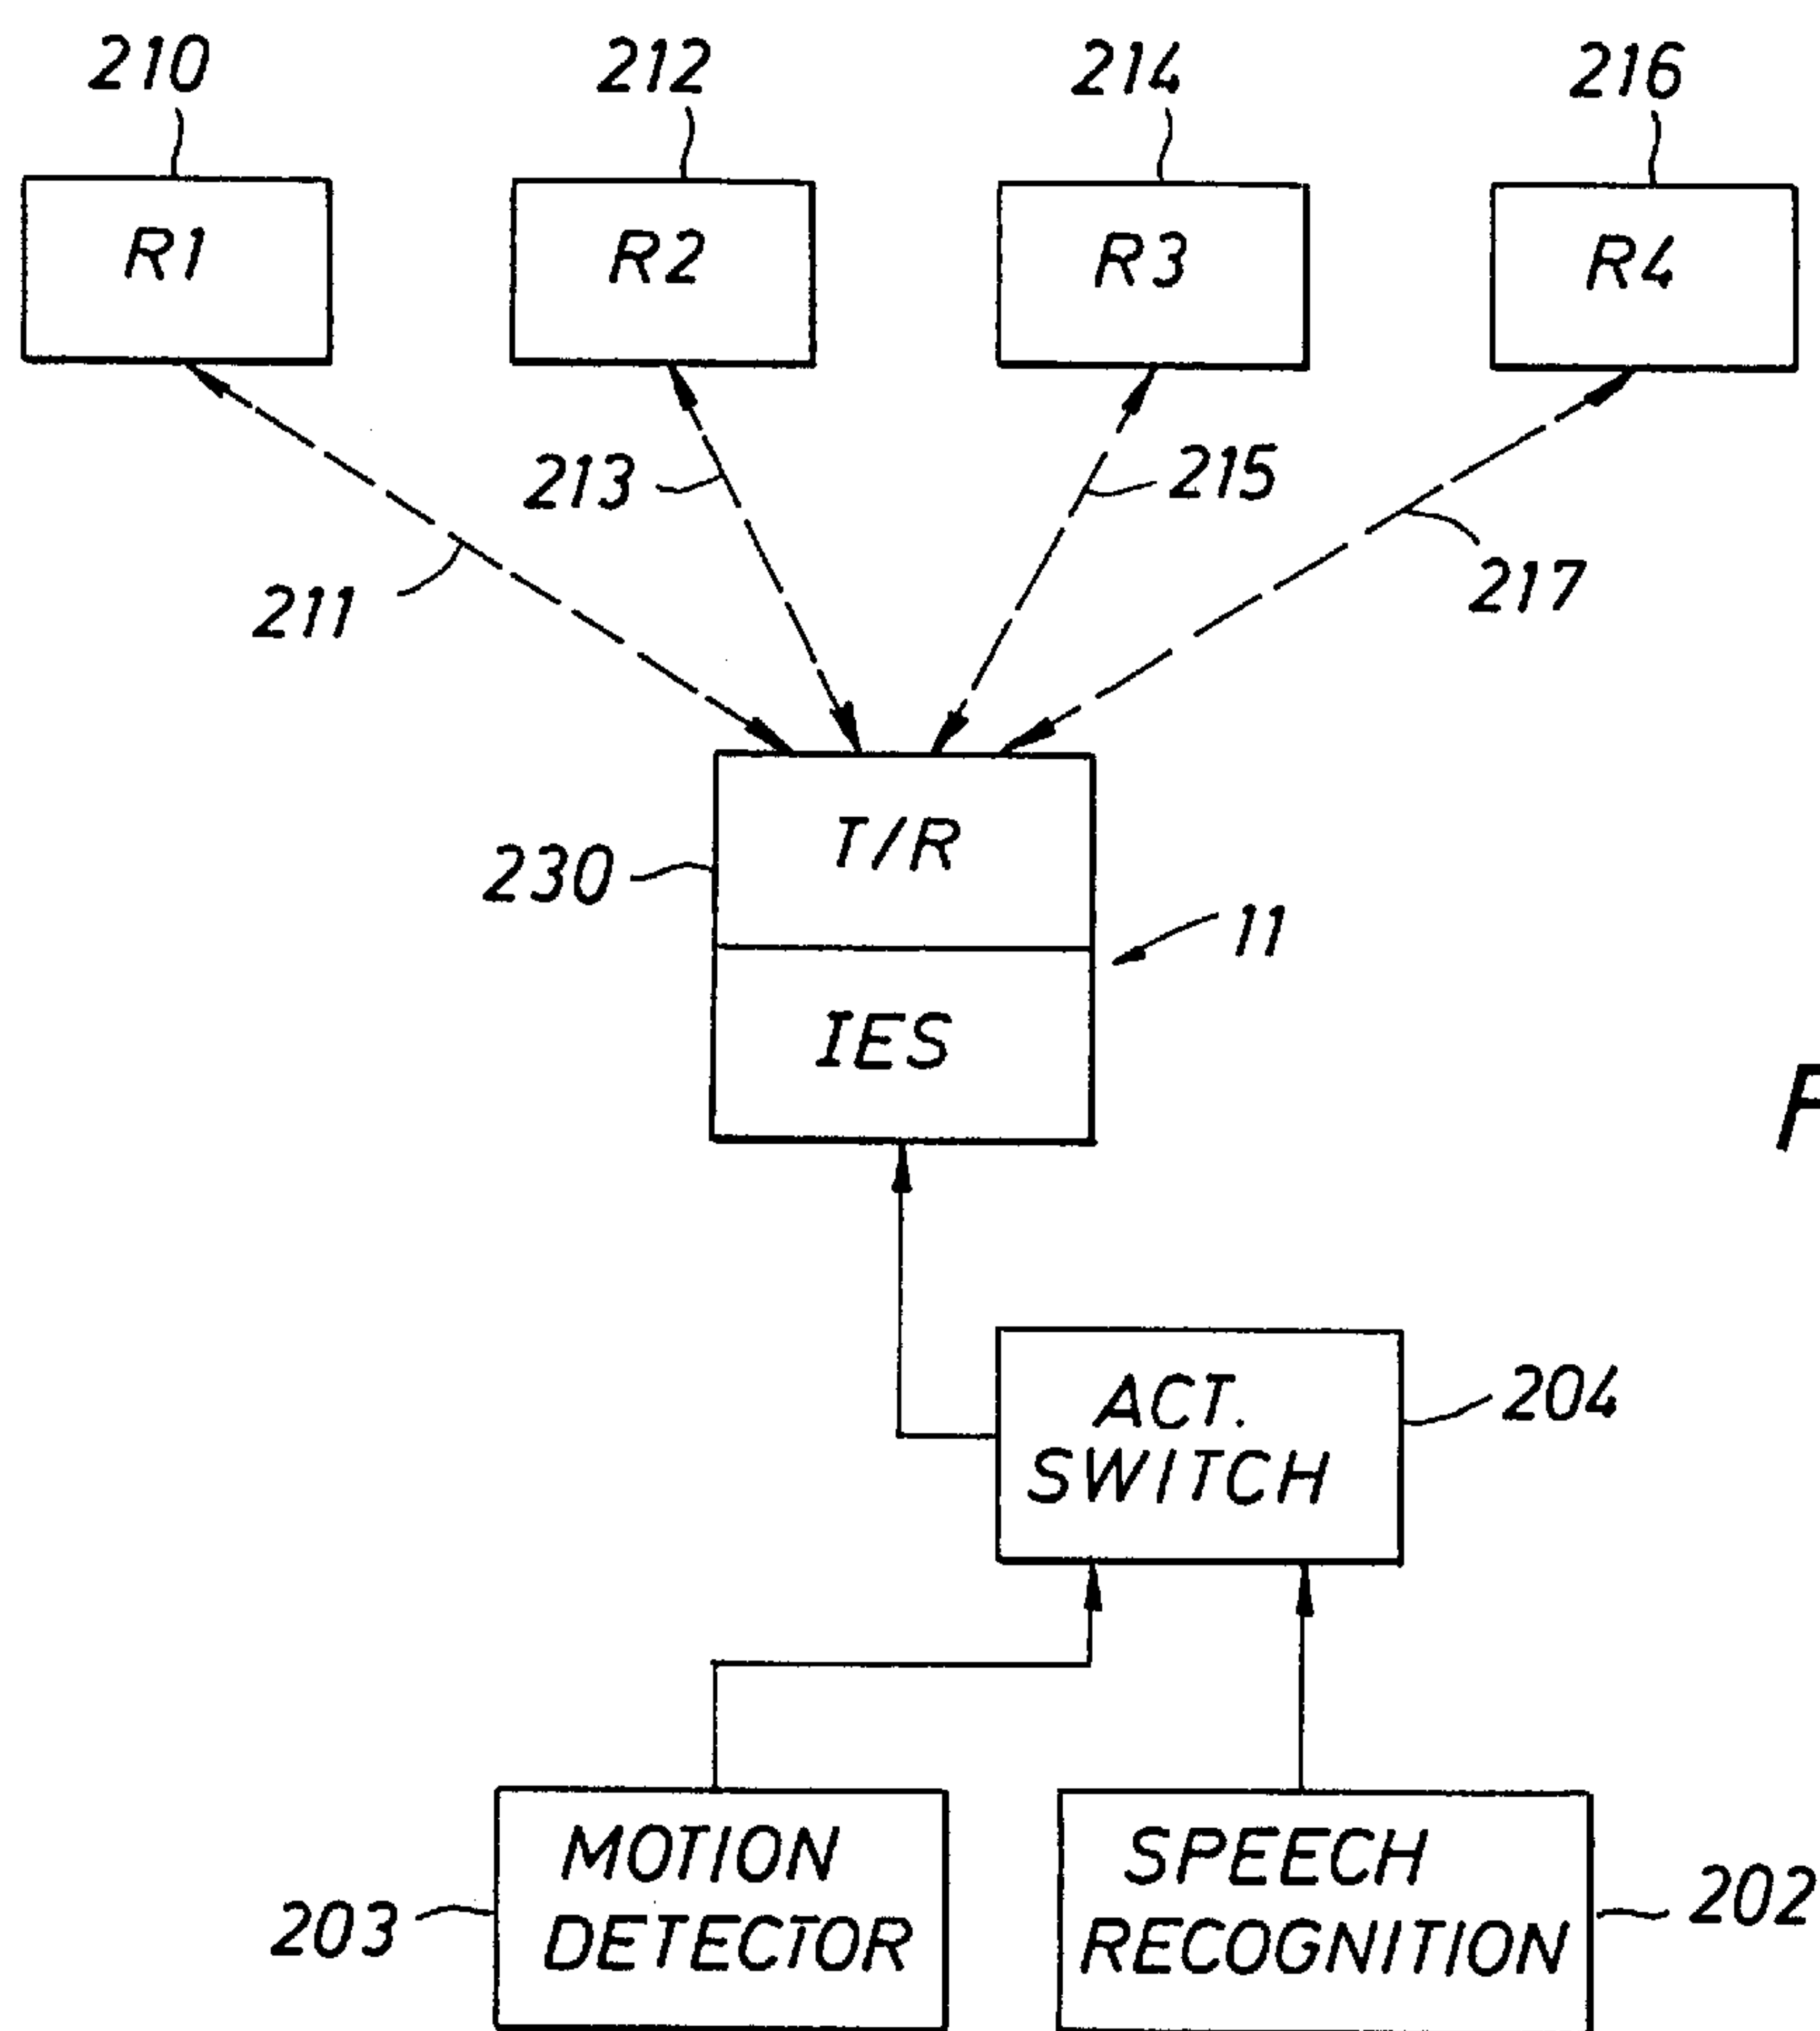 210
212
214
216
R1
R2
R3
R4
213
215
211
217
T/R
230
11
IES
F
ACT.
SWITCH
204
MOTION
DETECTOR
203
SPEECH
RECOGNITION
202